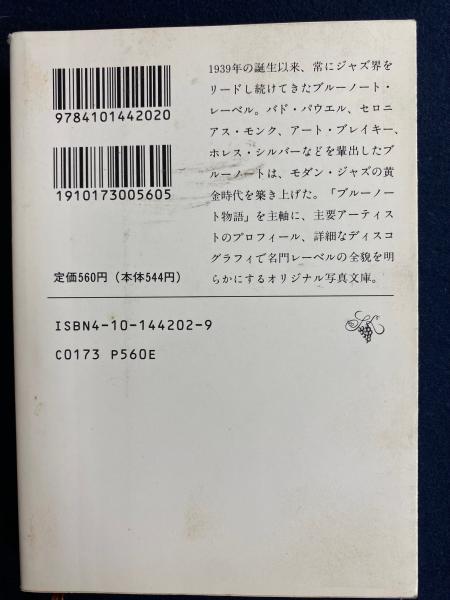 9784101442020
1910173005605
定価560円（本体544円）
1939年の誕生以来、常にジャズ界を
リードし続けてきたブルーノート・
レーベル。バド・パウエル、セロニ
アス・モンク、アート・ブレイキー、
ホレス・シルバーなどを輩出したブ
ルーノートは、モダン・ジャズの黄
金時代を築き上げた。「ブルーノー
ト物語」を主軸に、主要アーティス
トのプロフィール、詳細なディスコ
グラフィで名門レーベルの全貌を明
らかにするオリジナル写真文庫。
ISBN4-10-144202-9
C0173 P560E